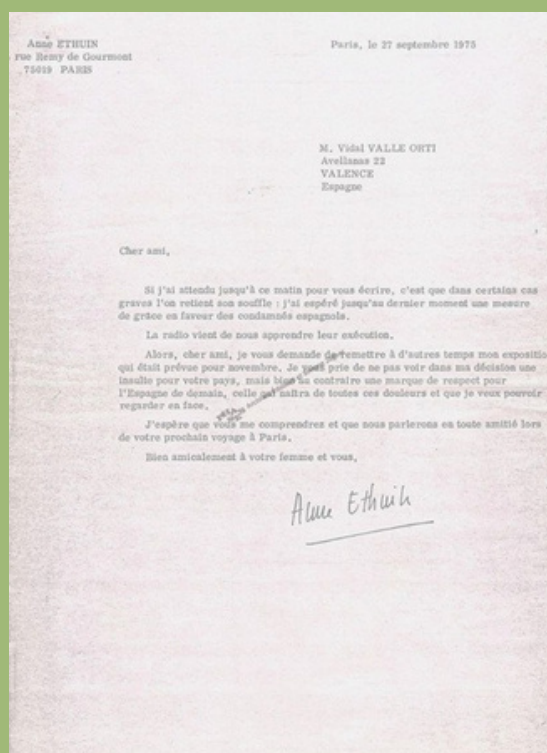 Anne ETHUIN
rue Remy de Gourmont
75019 PARIS
Paris, le 27 septembre 1975
M. Vidal VALLE ORTI
Avellanas 22
VALENCE
Espagne
Cher ami,
Si j'ai attendu jusqu'à ce matin pour vous écrire, c'est que dans certains cas
graves l'on retient son souffle : j'ai espéré jusqu'au dernier moment une mesure
de grâce en faveur des condamnés espagnols.
La radio vient de nous apprendre leur exécution.
Alors, cher ami, je vous demande de remettre à d'autres temps mon expositio
qui était prévue pour novembre. Je vous prie de ne pas voir dans ma décision une
insulte pour votre pays, mais bien au contraire une marque de respect pour
l'Espagne de demain, celle qui naîtra de toutes ces douleurs et que je veux pouvoir
regarder en face.
J'espère que vous me comprendres et que nous parlerons en toute amitié lors
de votre prochain voyage à Paris.
Bien amicalement à votre femme et vous,
Anne Ethuin